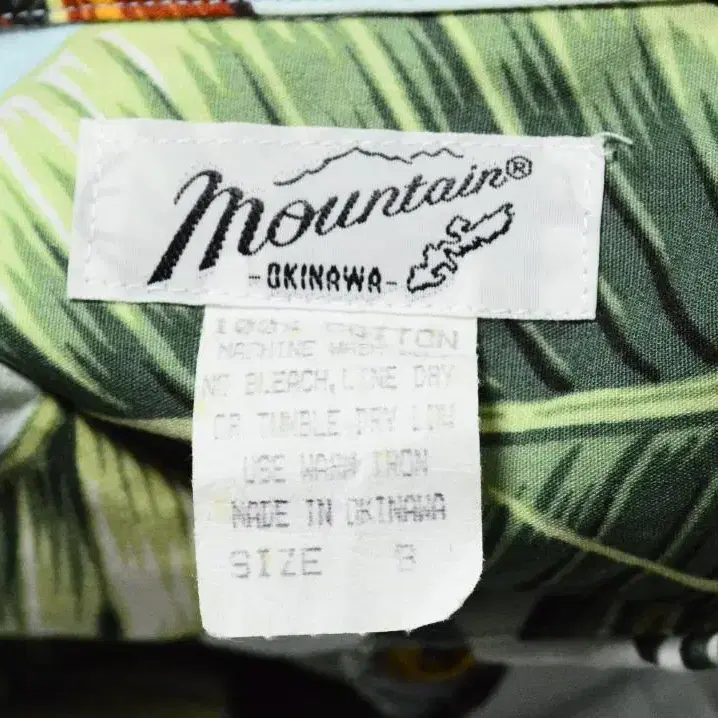 mountain®
-OKINAWA-
100% COTTON
MACHINE WASH
NO BLEACH, LINE DRY
OR TUMBLE DRY LOW
USE WARM IRON
MADE IN OKINAWA
SIZE